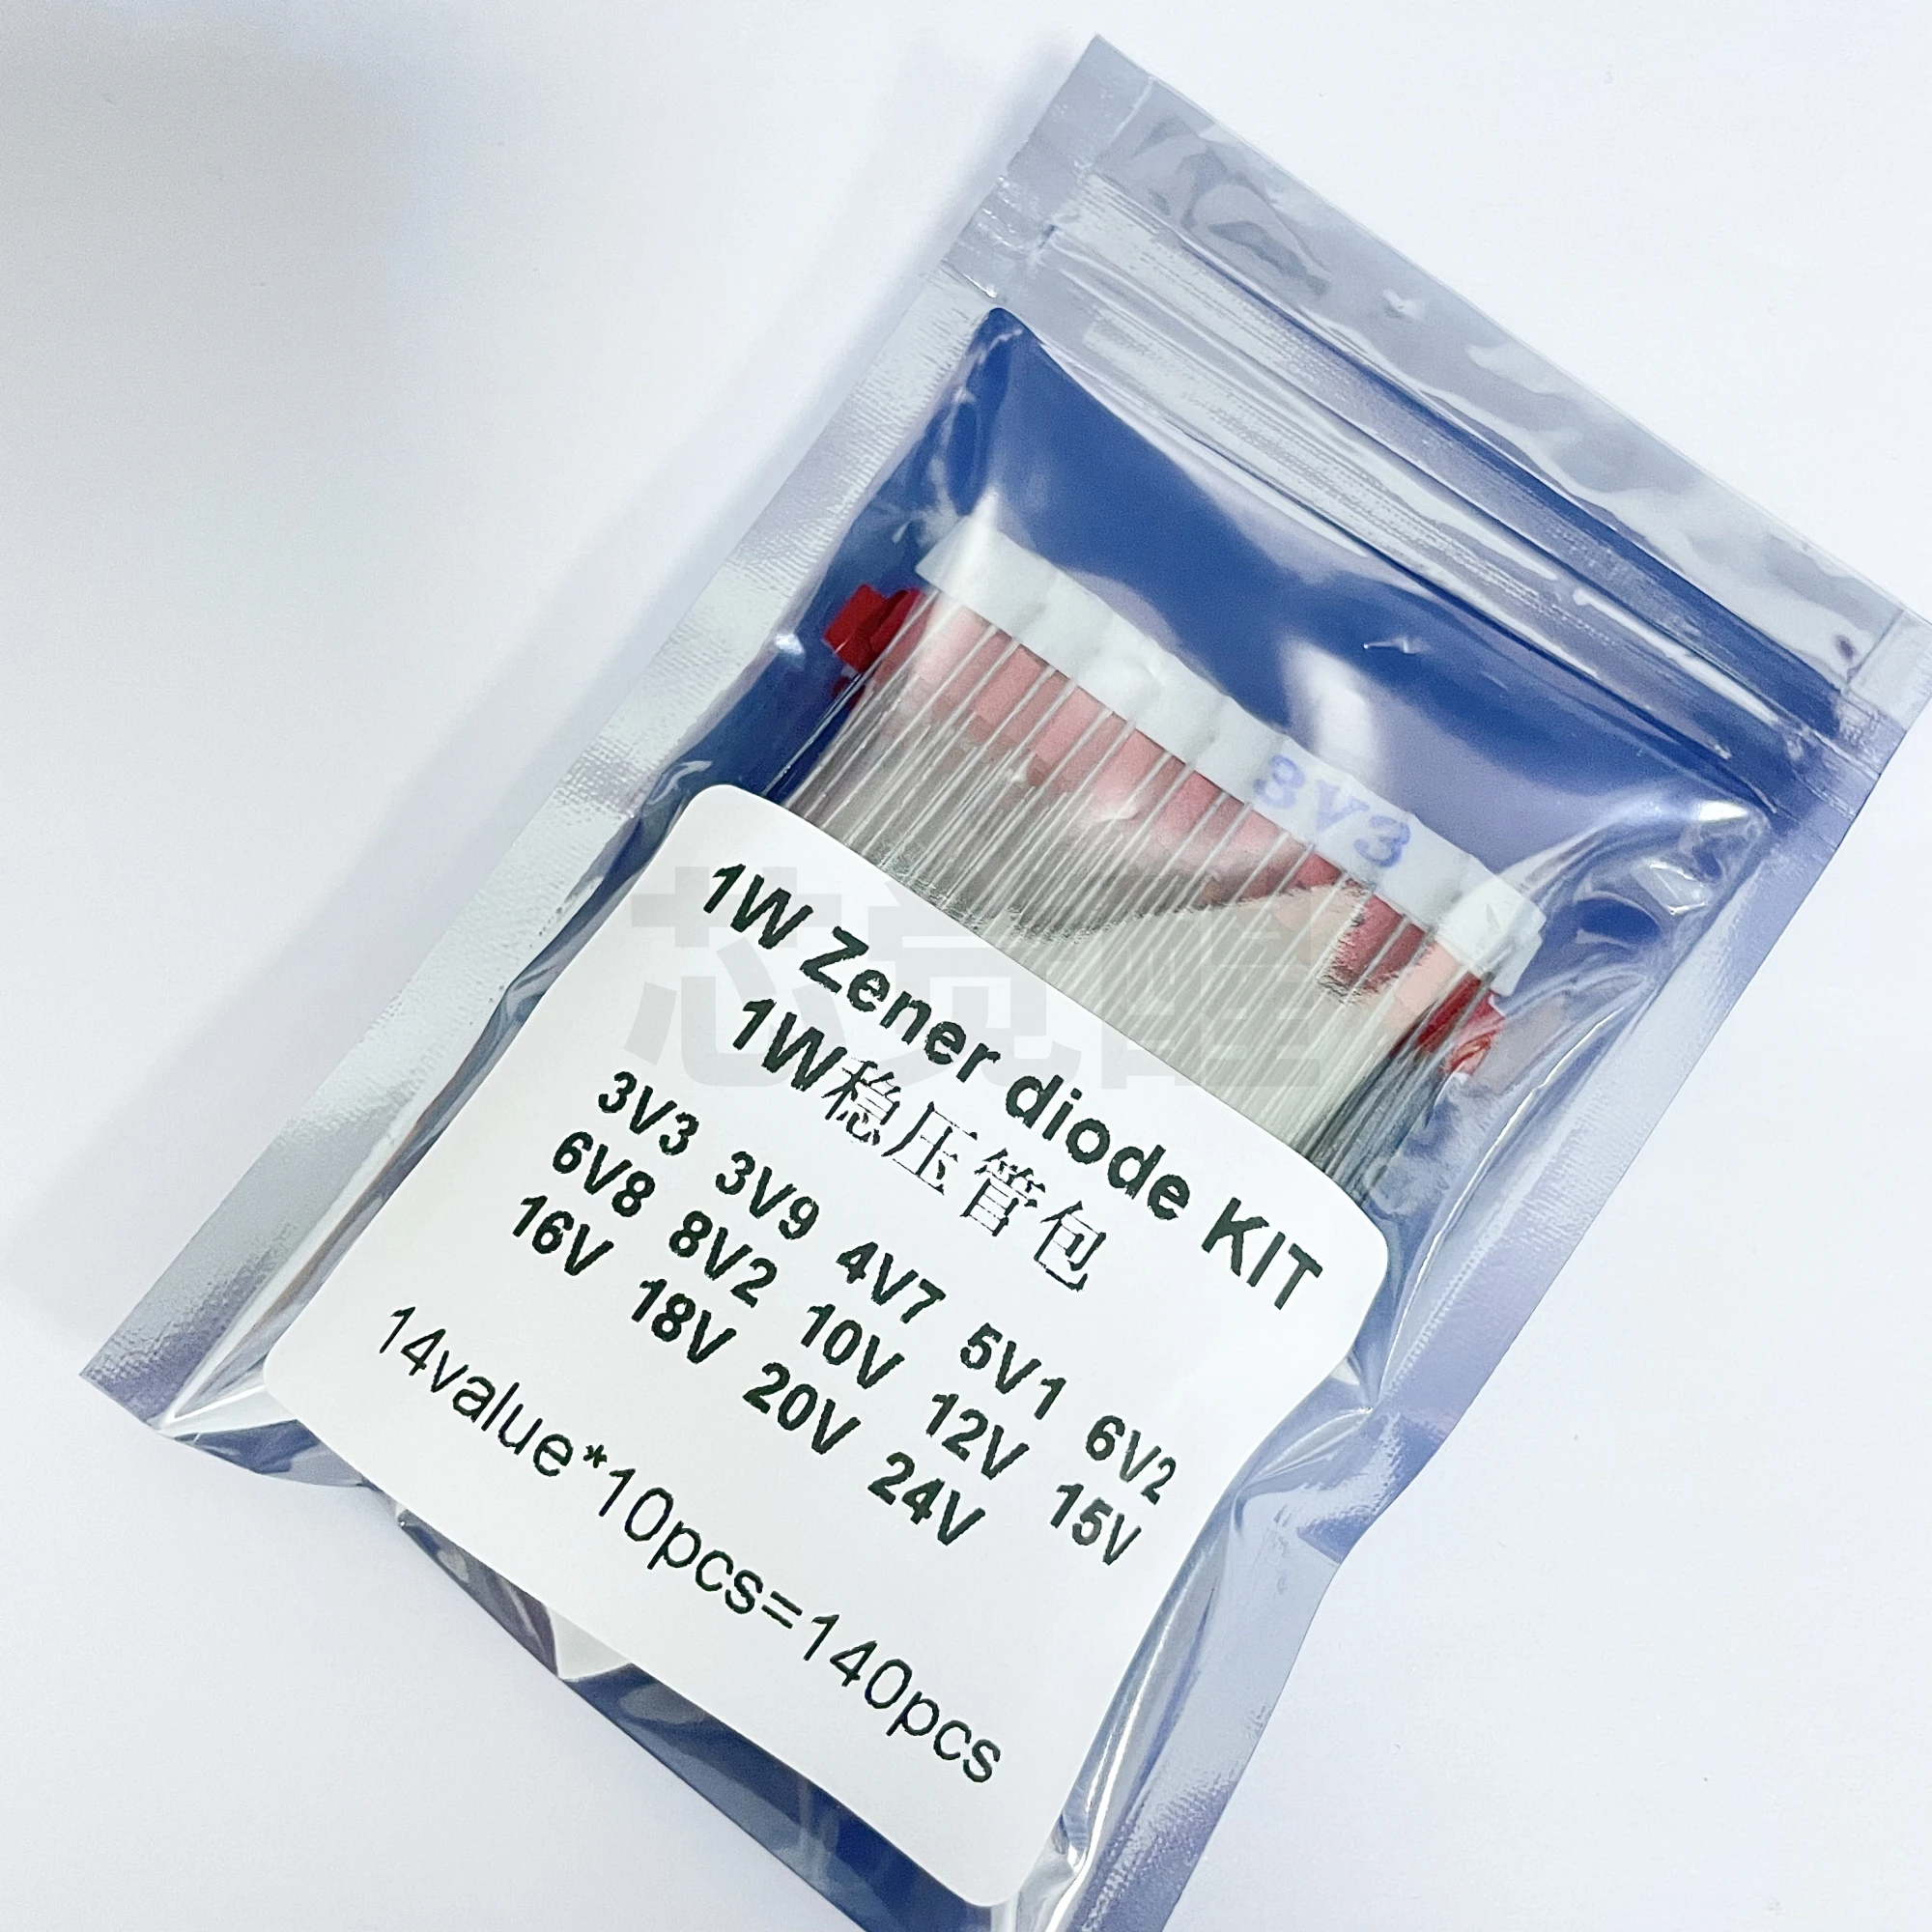 3V3
1W Zener diode KIT
1W稳压管包
3V3 3V9 4V7 5V1 6V2
6V8 8V2 10V 12V 15V
16V 18V 20V 24V
14value*10pcs=140pcs